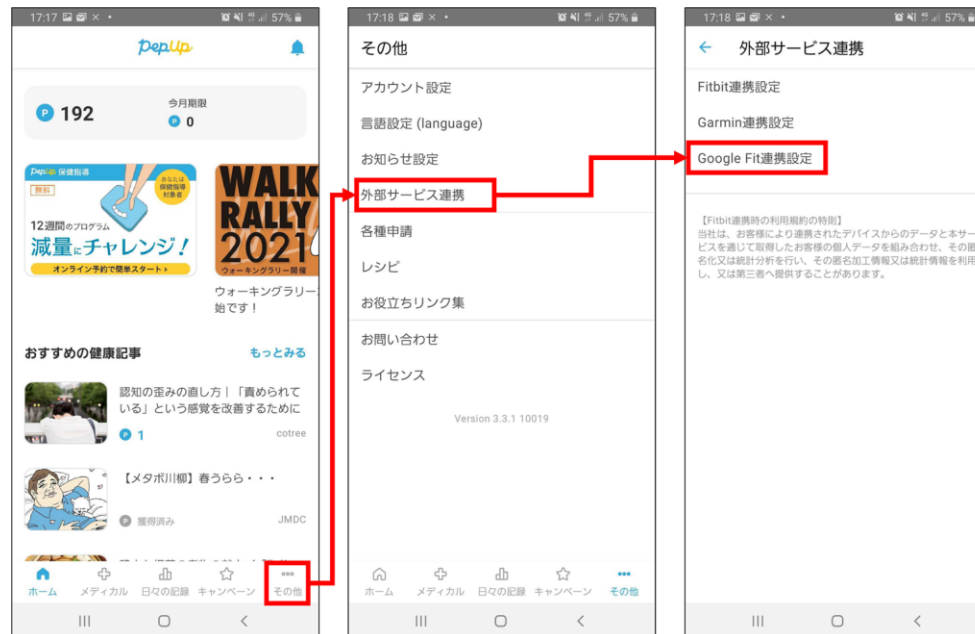 17:17
57%
PepUp
P 192
今月期限
P 0
PepUp 保健指導
無料
あなたは
保健指導
対象者
12週間のプログラム
減量にチャレンジ!
オンライン予約で簡単スタート
WALK
RALLY
2021
ウォーキングラリー開催
ウォーキングラリー
始です!
おすすめの健康記事
もっとみる
認知の歪みの直し方|「責められて
いる」という感覚を改善するために
P 1
cotree
【メタボ川柳】春うらら・・・
P 獲得済み
JMDC
ホーム
メディカル
日々の記録
キャンペーン
その他
17:18
57%
その他
アカウント設定
言語設定 (language)
お知らせ設定
外部サービス連携
各種申請
レシピ
お役立ちリンク集
お問い合わせ
ライセンス
Version 3.3.1 10019
ホーム
メディカル
日々の記録
キャンペーン
その他
17:18
57%
外部サービス連携
Fitbit連携設定
Garmin連携設定
Google Fit連携設定
【Fitbit連携時の利用規約の特則】
当社は、お客様により連携されたデバイスからのデータと本サー
ビスを通じて取得したお客様の個人データを組み合わせ、その匿
名化又は統計分析を行い、その匿名加工情報又は統計情報を利用
し、又は第三者へ提供することがあります。